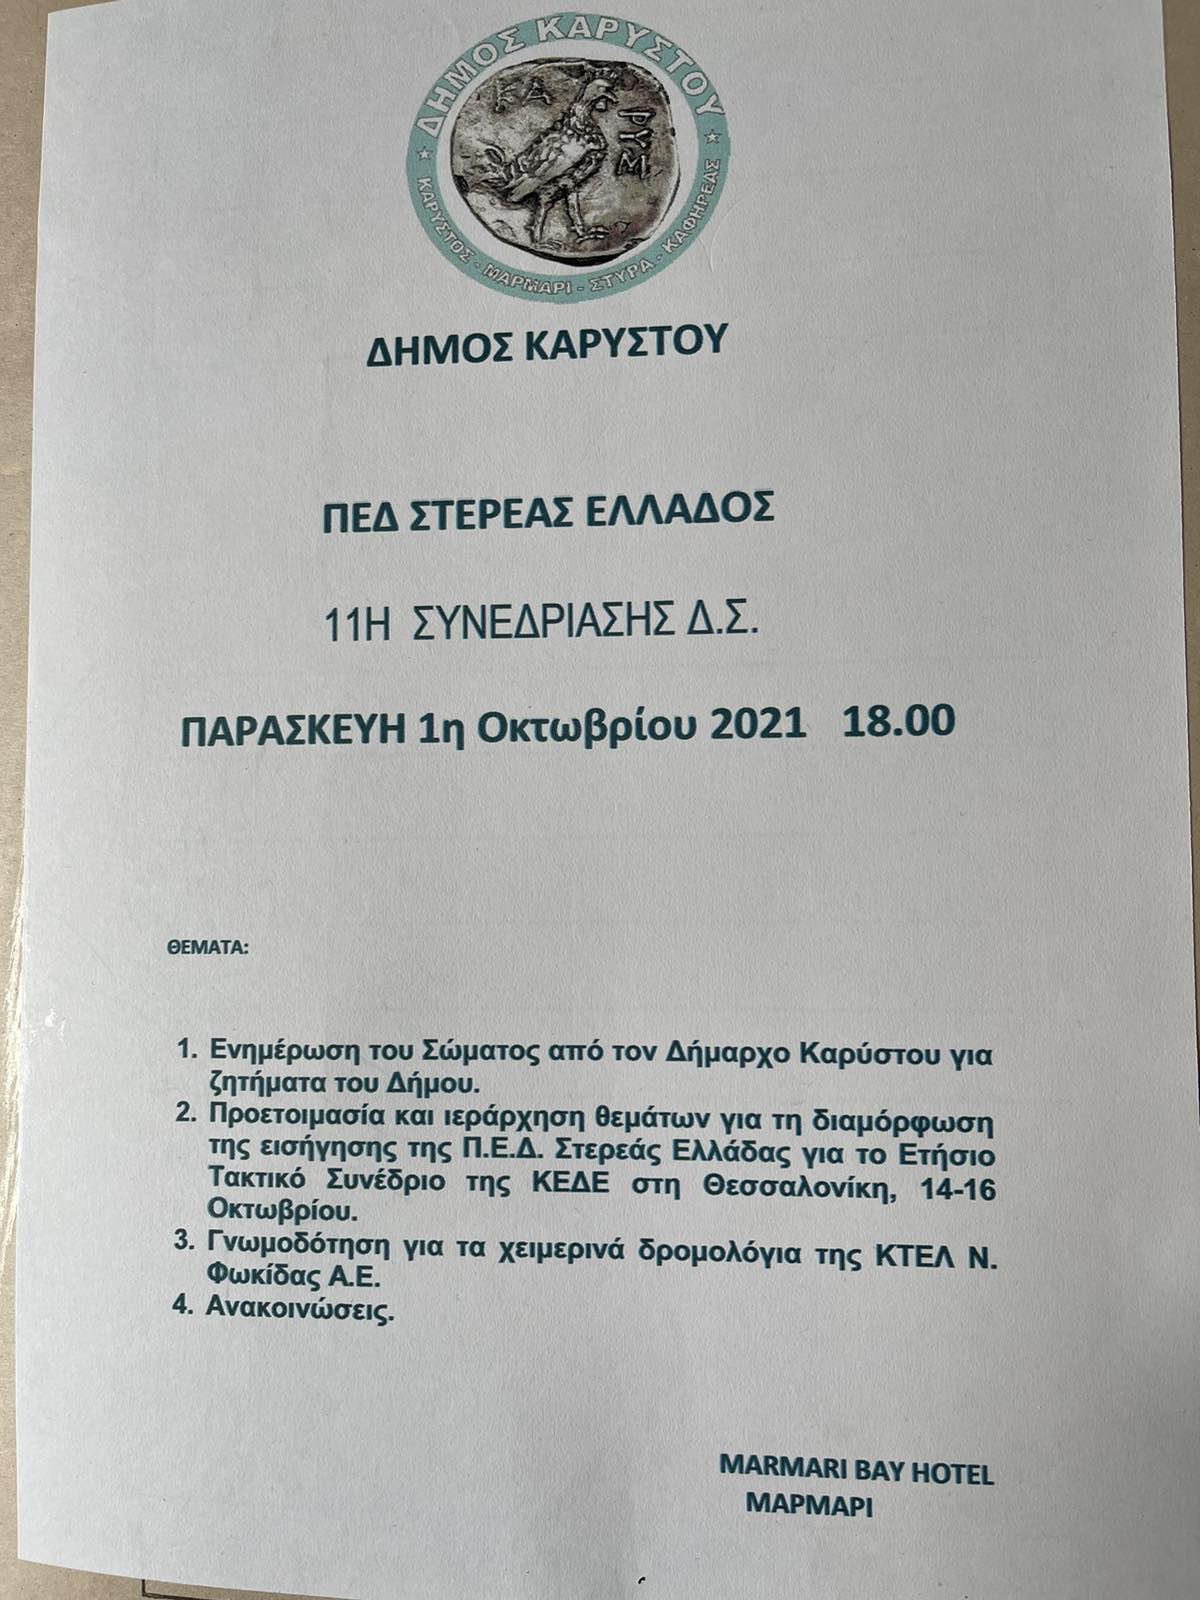 ΔΗΜΟΣ ΚΑΡΥΣΤΟΥ
ΚΑ
ΡΥΣ
ΚΑΡΥΣΤΟΣ - ΜΑΡΜΑΡΙ - ΣΤΥΡΑ - ΚΑΦΗΡΕΑΣ
ΔΗΜΟΣ ΚΑΡΥΣΤΟΥ
ΠΕΔ ΣΤΕΡΕΑΣ ΕΛΛΑΔΟΣ
11Η ΣΥΝΕΔΡΙΑΣΗΣ Δ.Σ.
ΠΑΡΑΣΚΕΥΗ 1η Οκτωβρίου 2021 18.00
ΘΕΜΑΤΑ:
1. Ενημέρωση του Σώματος από τον Δήμαρχο Καρύστου για
ζητήματα του Δήμου.
2. Προετοιμασία και ιεράρχηση θεμάτων για τη διαμόρφωση
της εισήγησης της Π.Ε.Δ. Στερεάς Ελλάδας για το Ετήσιο
Τακτικό Συνέδριο της ΚΕΔΕ στη Θεσσαλονίκη, 14-16
Οκτωβρίου.
3. Γνωμοδότηση για τα χειμερινά δρομολόγια της ΚΤΕΛ Ν.
Φωκίδας Α.Ε.
4. Ανακοινώσεις.
MARMARI BAY HOTEL
ΜΑΡΜΑΡΙ